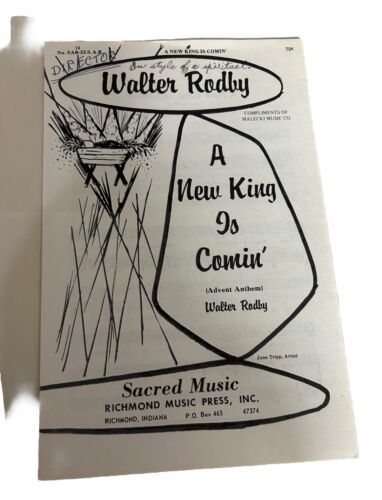 No. SAB-22 S.A.B.
14
A NEW KING IS COMIN'
75¢
DIRECTOR
In style of a spiritual
Walter Rodby
COMPLIMENTS OF
MALECKI MUSIC CO.
A
New King
Is
Comin'
(Advent Anthem)
Walter Rodby
Jane Tripp, Artist
Sacred Music
RICHMOND MUSIC PRESS, INC.
RICHMOND, INDIANA P.O. Box 465 47374